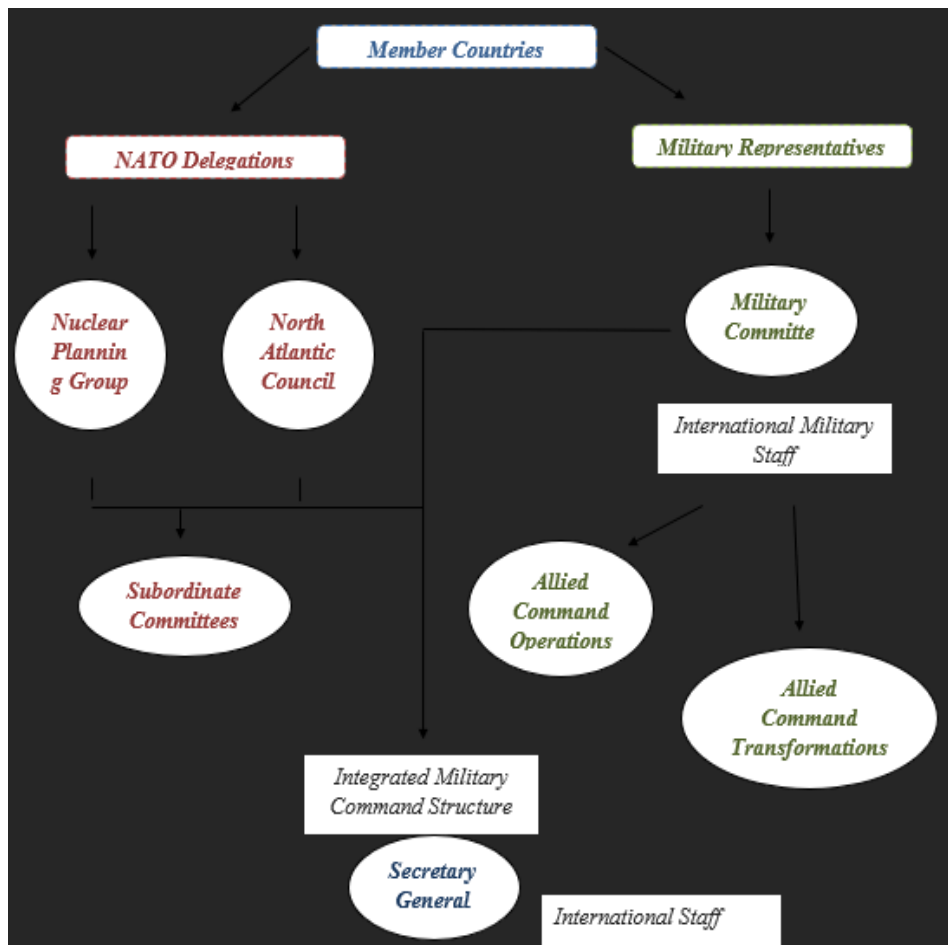 Member Countries
NATO Delegations
Military Representatives
Nuclear
Plannin
g Group
North
Atlantic
Council
Military
Committe
International Military
Staff
Subordinate
Committees
Allied
Command
Operations
Allied
Command
Transformations
Integrated Military
Command Structure
Secretary
General
International Staff